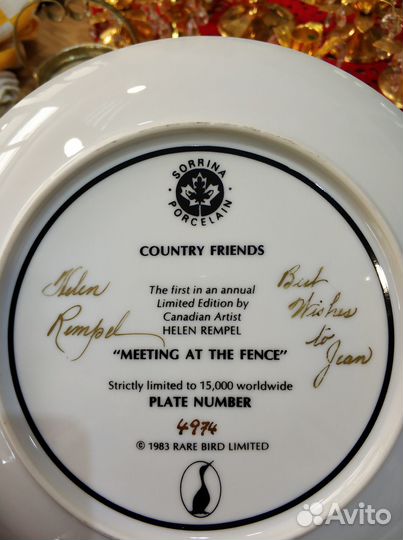 SORRINA
PORCELAIN
COUNTRY FRIENDS
Helen
Rempel
The first in an annual
Limited Edition by
Canadian Artist
HELEN REMPEL
Best
Wishes
to
Jean
"MEETING AT THE FENCE"
Strictly limited to 15,000 worldwide
PLATE NUMBER
4974
© 1983 RARE BIRD LIMITED
Avito